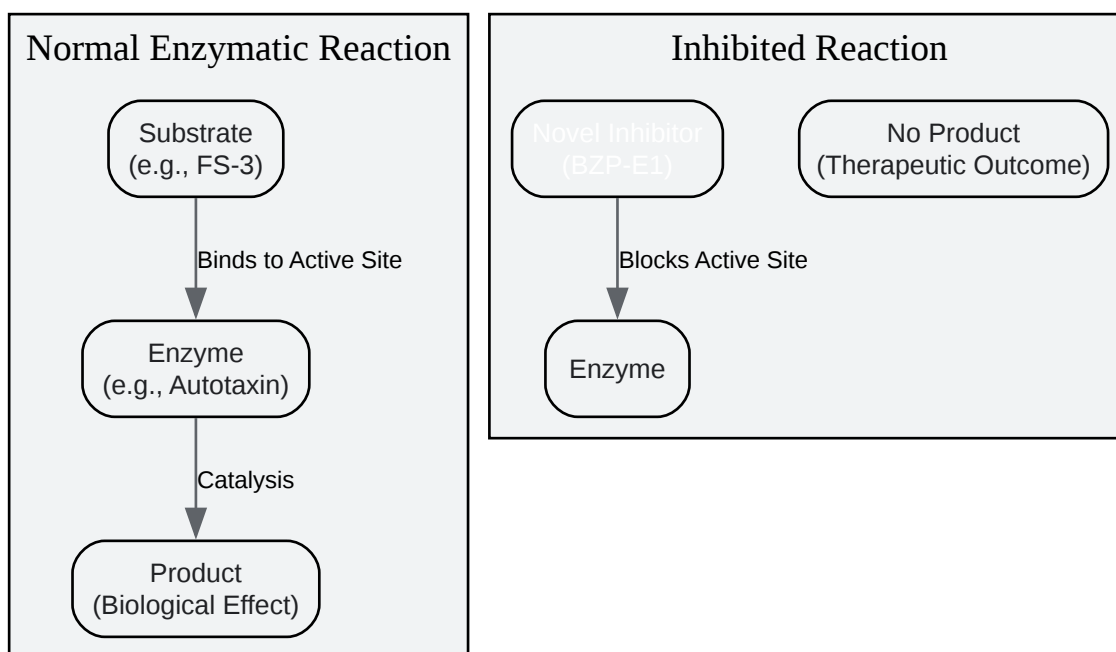 Normal Enzymatic Reaction
Substrate
(e.g., FS-3)
Binds to Active Site
Enzyme
(e.g., Autotaxin)
Catalysis
Product
(Biological Effect)
Inhibited Reaction
Novel Inhibitor
(BZP-E1)
No Product
(Therapeutic Outcome)
Blocks Active Site
Enzyme